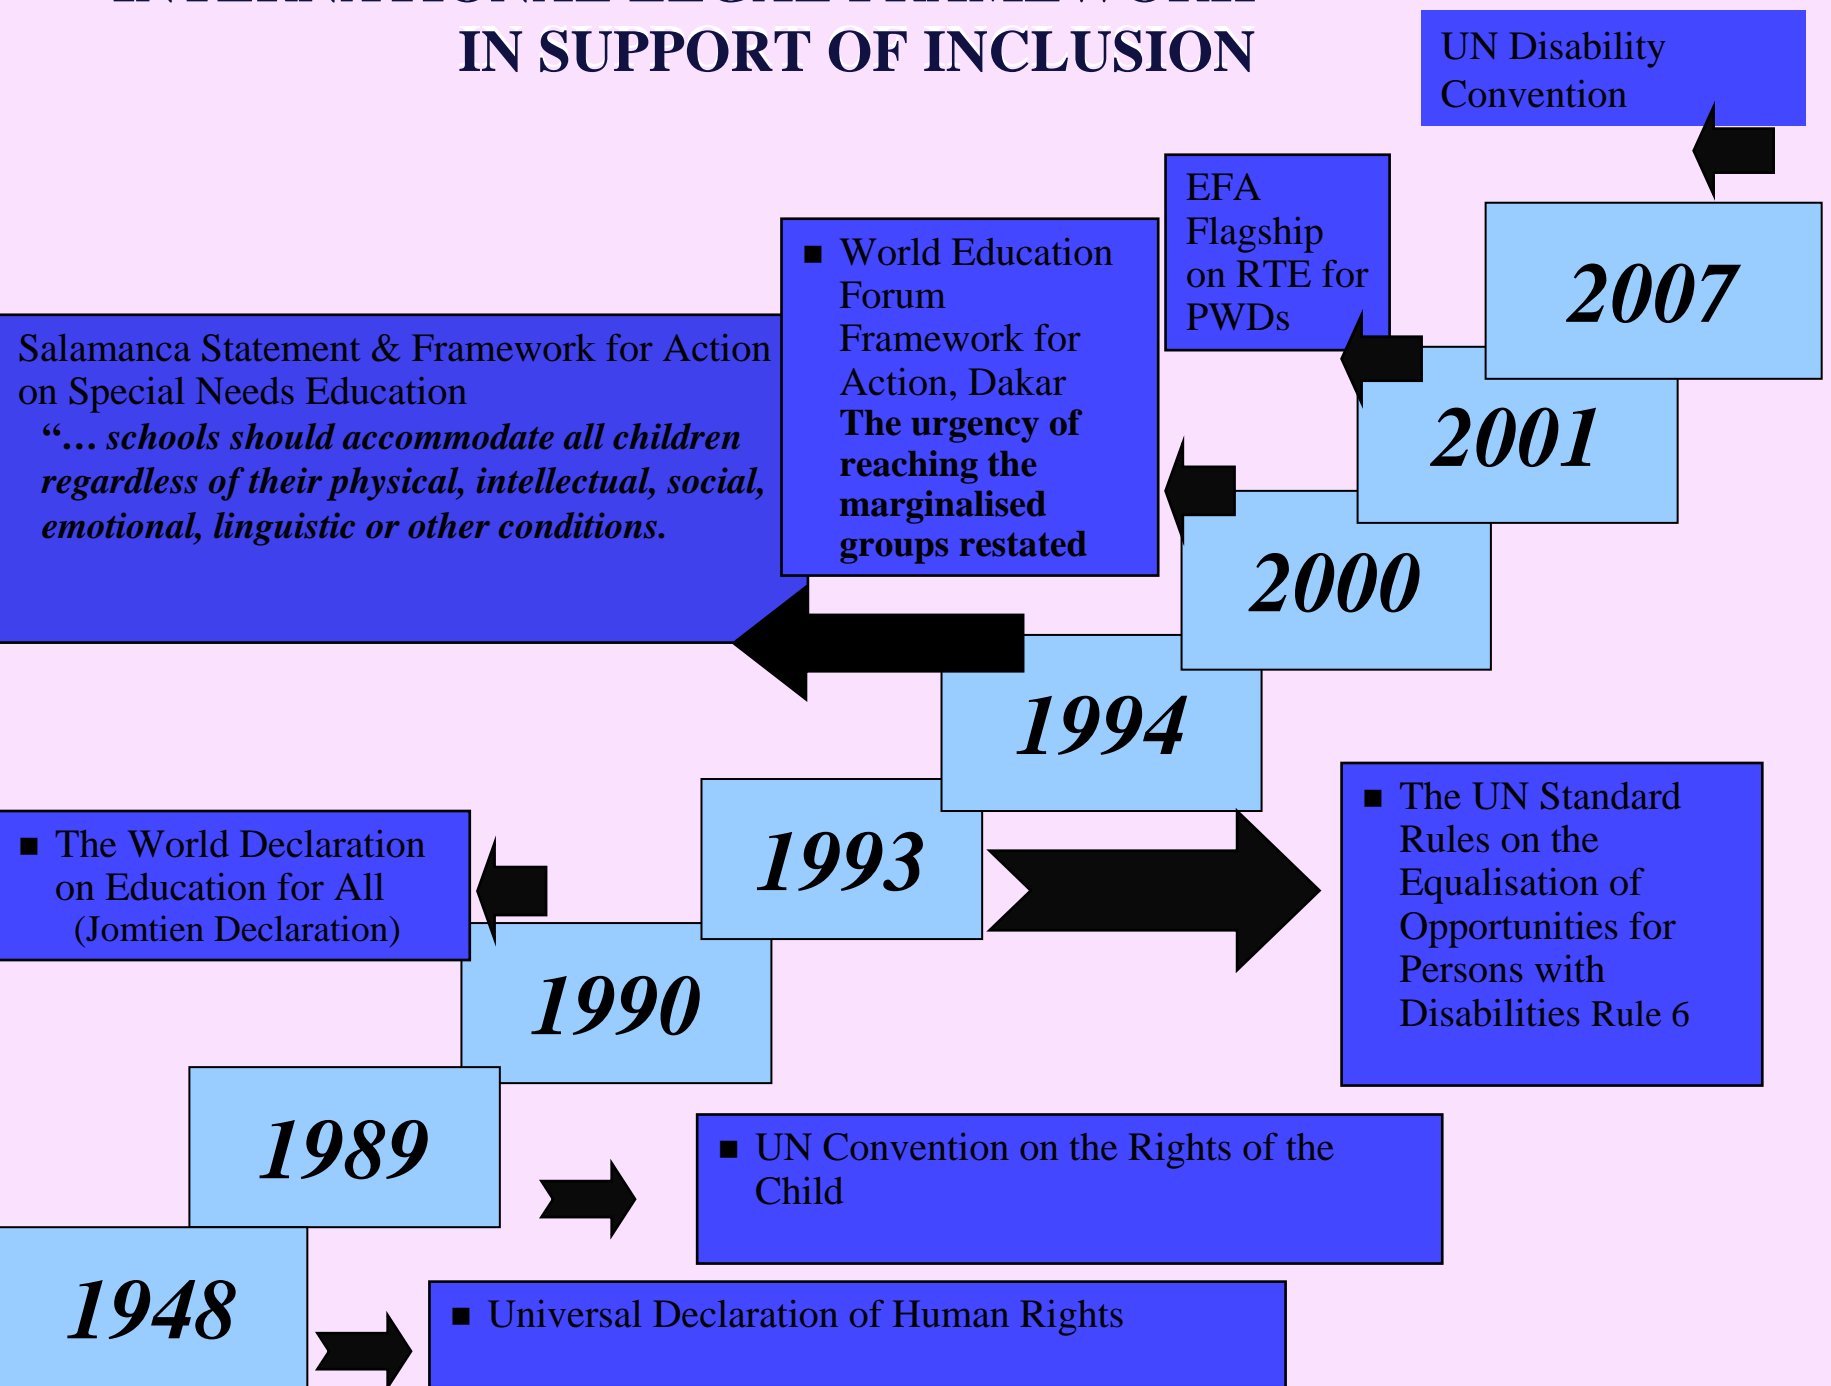 INTERNATIONAL LEGAL FRAMEWORK
IN SUPPORT OF INCLUSION
UN Disability
Convention
2007
EFA
Flagship
on RTE for
PWDs
2001
■ World Education
Forum
Framework for
Action, Dakar
The urgency of
reaching the
marginalised
groups restated
2000
Salamanca Statement & Framework for Action
on Special Needs Education
“… schools should accommodate all children
regardless of their physical, intellectual, social,
emotional, linguistic or other conditions.
1994
1993
■ The UN Standard
Rules on the
Equalisation of
Opportunities for
Persons with
Disabilities Rule 6
■ The World Declaration
on Education for All
(Jomtien Declaration)
1990
1989
■ UN Convention on the Rights of the
Child
1948
■ Universal Declaration of Human Rights